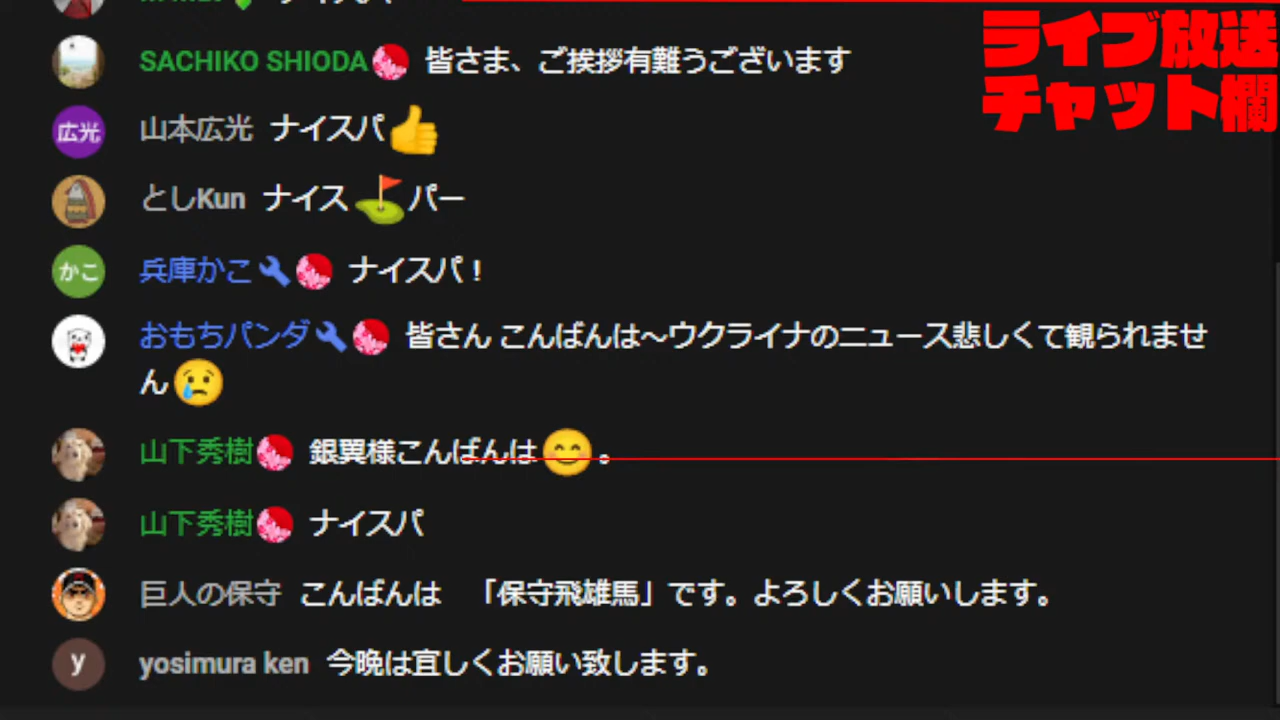 ライブ放送
チャット欄
SACHIKO SHIODA 皆さま、ご挨拶有難うございます
広光
山本広光 ナイスパ👍
としKun ナイス⛳パー
かこ
兵庫かこ🔧 ナイスパ！
おもちパンダ🔧 皆さん こんばんは〜ウクライナのニュース悲しくて観られませ
ん😢
山下秀樹 銀翼様こんばんは😊。
山下秀樹 ナイスパ
巨人の保守 こんばんは　「保守飛雄馬」です。よろしくお願いします。
y
yosimura ken 今晩は宜しくお願い致します。